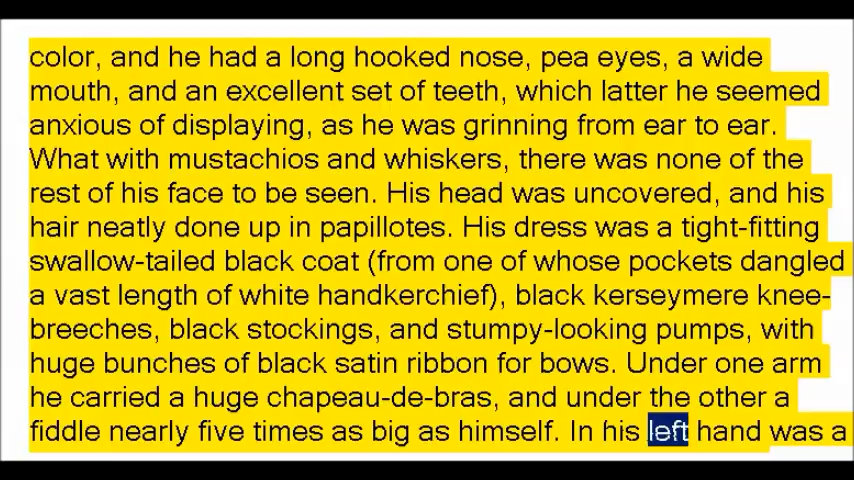 color, and he had a long hooked nose, pea eyes, a wide
mouth, and an excellent set of teeth, which latter he seemed
anxious of displaying, as he was grinning from ear to ear.
What with mustachios and whiskers, there was none of the
rest of his face to be seen. His head was uncovered, and his
hair neatly done up in papillotes. His dress was a tight-fitting
swallow-tailed black coat (from one of whose pockets dangled
a vast length of white handkerchief), black kerseymere knee-
breeches, black stockings, and stumpy-looking pumps, with
huge bunches of black satin ribbon for bows. Under one arm
he carried a huge chapeau-de-bras, and under the other a
fiddle nearly five times as big as himself. In his left hand was a